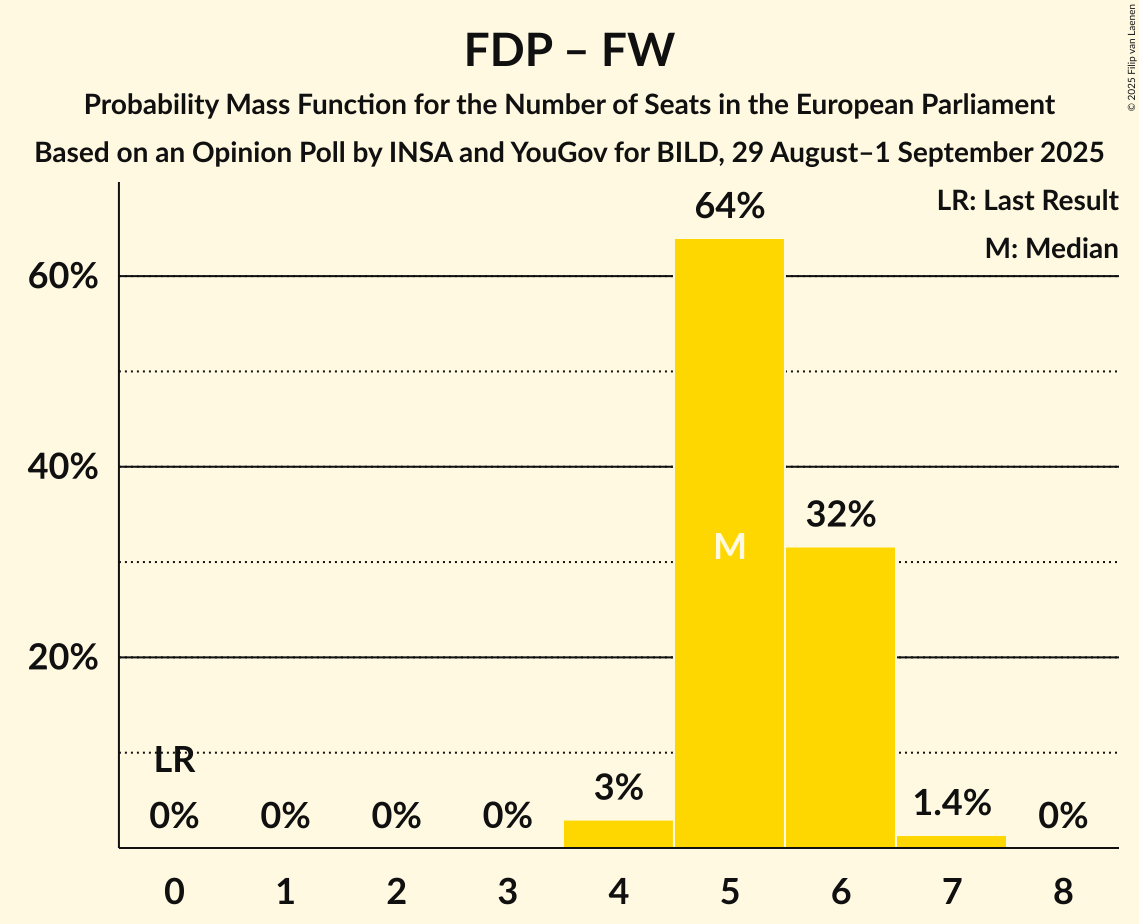 FDP – FW
Probability Mass Function for the Number of Seats in the European Parliament
Based on an Opinion Poll by INSA and YouGov for BILD, 29 August–1 September 2025
© 2025 Filip van Laenen
LR: Last Result
M: Median
60%
40%
20%
64%
32%
M
LR
0%
0%
0%
0%
3%
1.4%
0%
0
1
2
3
4
5
6
7
8